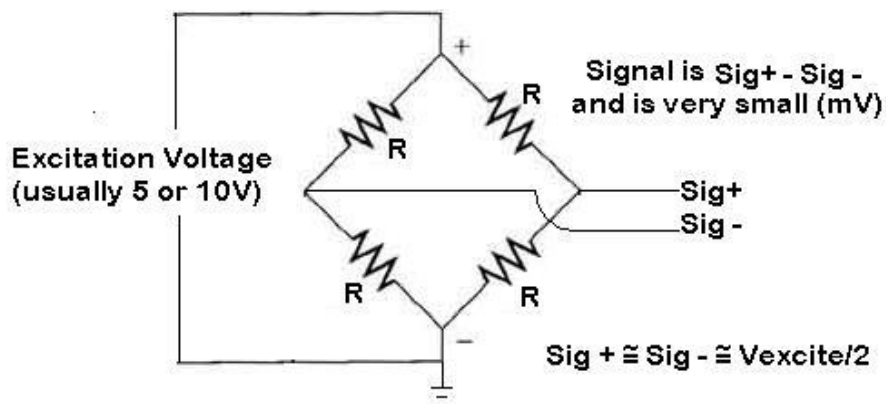 +
R
Signal is Sig+ - Sig -
and is very small (mV)
R
Excitation Voltage
(usually 5 or 10V)
Sig+
Sig -
R
R
−
Sig + ≅ Sig - ≅ Vexcite/2